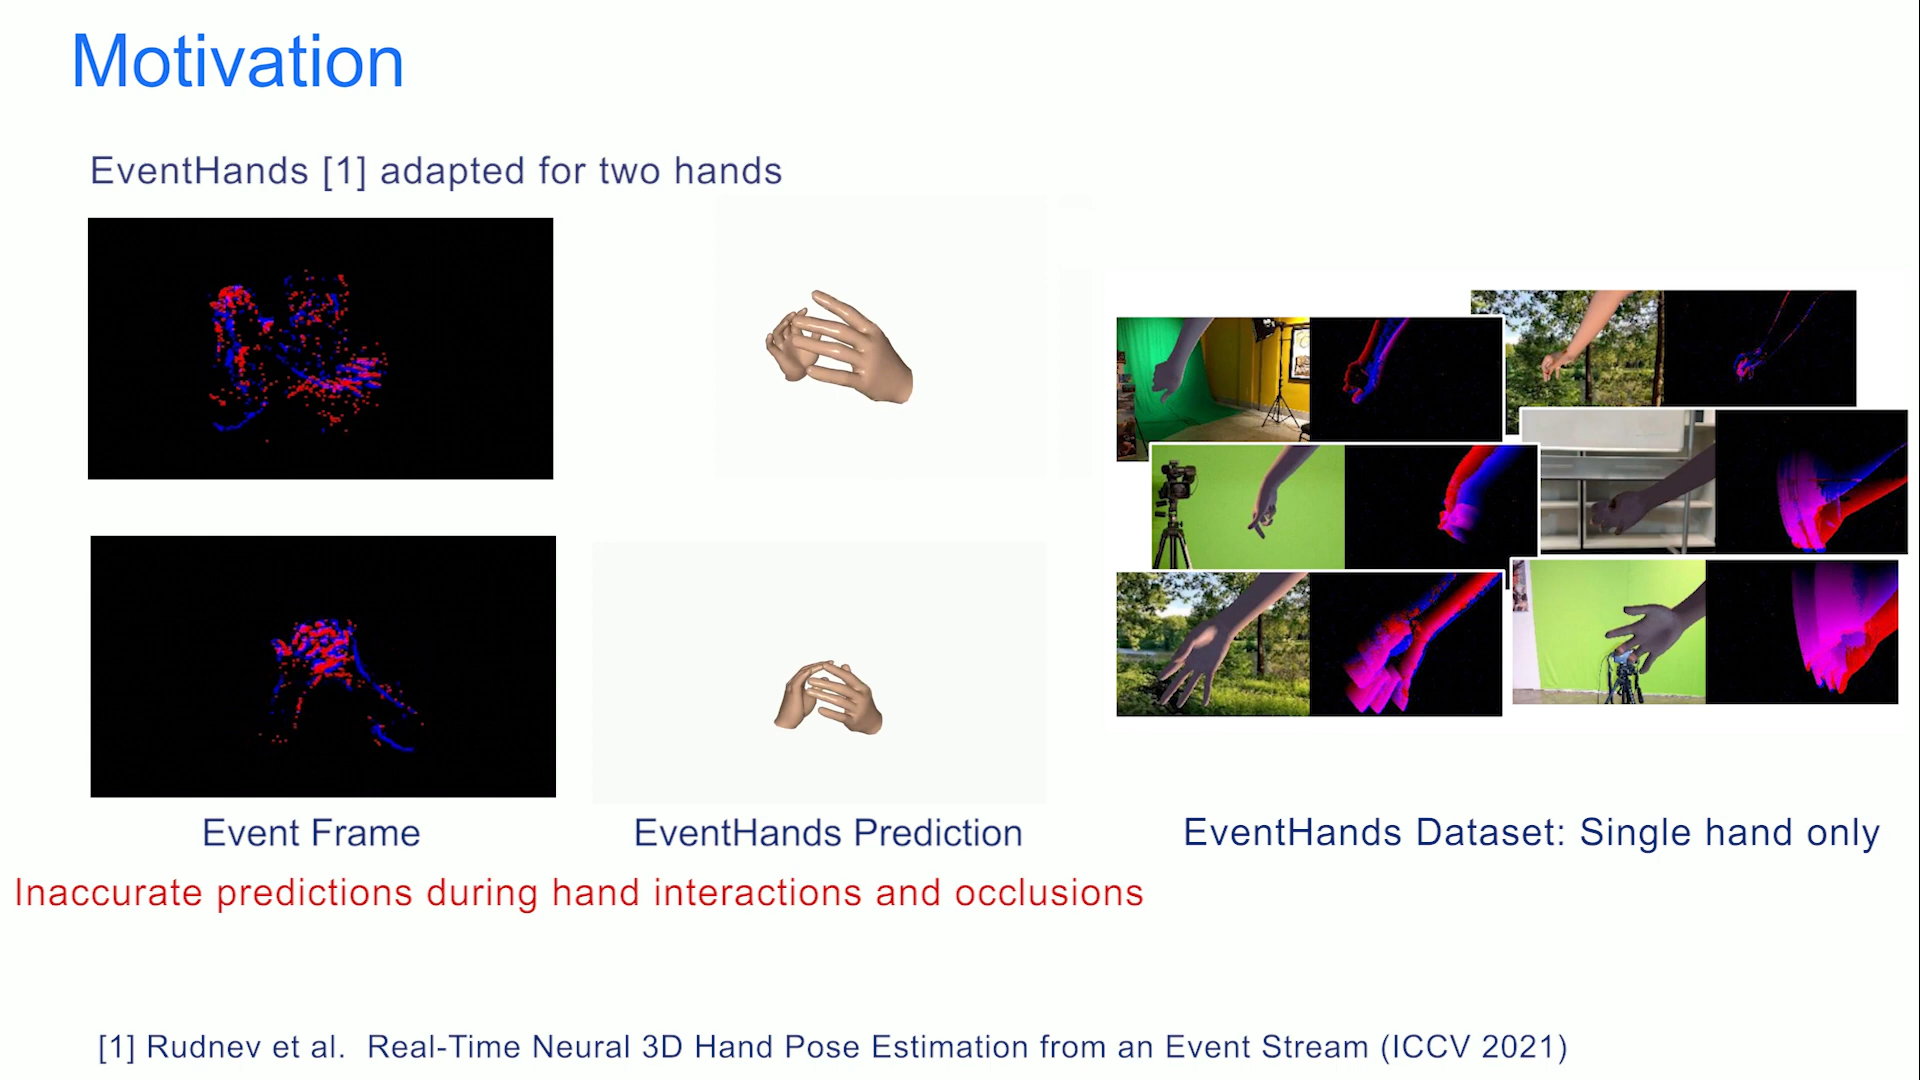 Motivation
EventHands [1] adapted for two hands
Event Frame
EventHands Prediction
EventHands Dataset: Single hand only
Inaccurate predictions during hand interactions and occlusions
[1] Rudnev et al. Real-Time Neural 3D Hand Pose Estimation from an Event Stream (ICCV 2021)